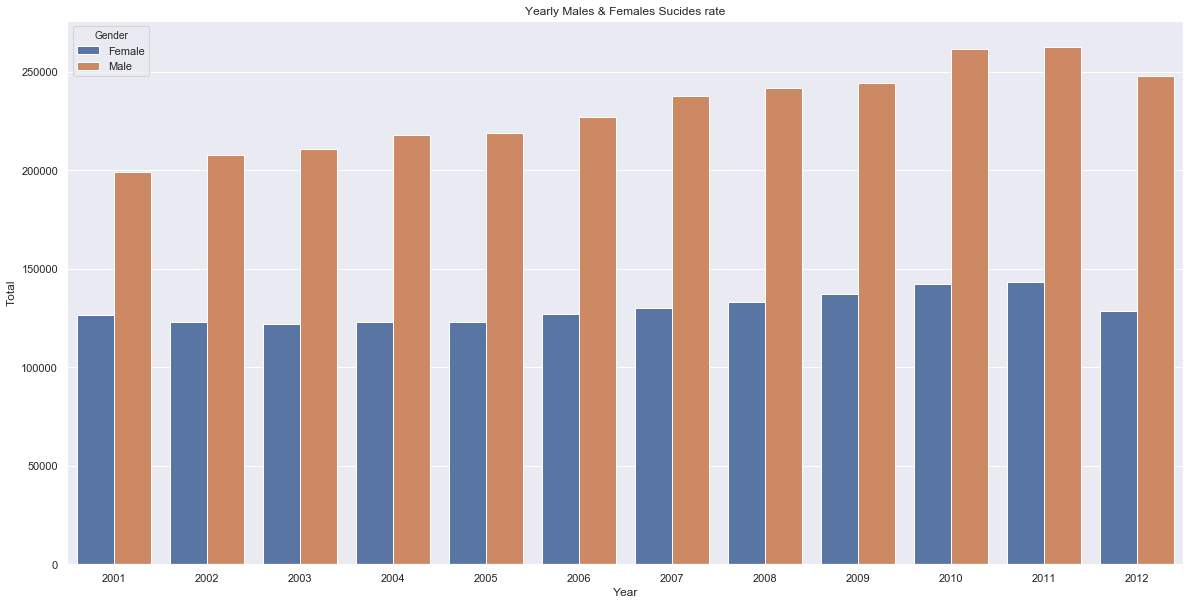 Yearly Males & Females Sucides rate
Gender
Female
Male
250000
200000
150000
100000
50000
0
Total
2001 2002 2003 2004 2005 2006 2007 2008 2009 2010 2011 2012
Year